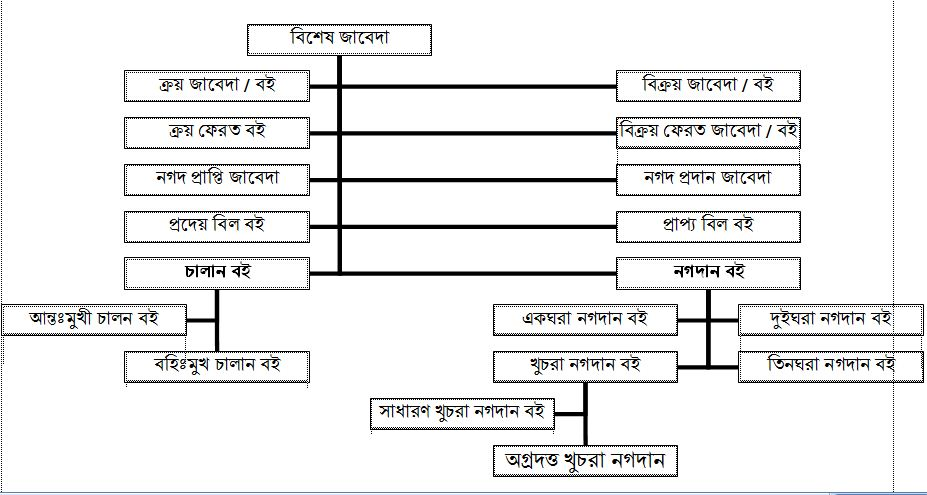 বিশেষ জাবেদা
ক্রয় জাবেদা / বই
বিক্রয় জাবেদা / বই
ক্রয় ফেরত বই
বিক্রয় ফেরত জাবেদা / বই
নগদ প্রাপ্তি জাবেদা
নগদ প্রদান জাবেদা
প্রদেয় বিল বই
প্রাপ্য বিল বই
চালান বই
নগদান বই
আন্তঃমুখী চালন বই
একঘরা নগদান বই
দুইঘরা নগদান বই
বহিঃমুখ চালান বই
খুচরা নগদান বই
তিনঘরা নগদান বই
সাধারণ খুচরা নগদান বই
অগ্রদত্ত খুচরা নগদান